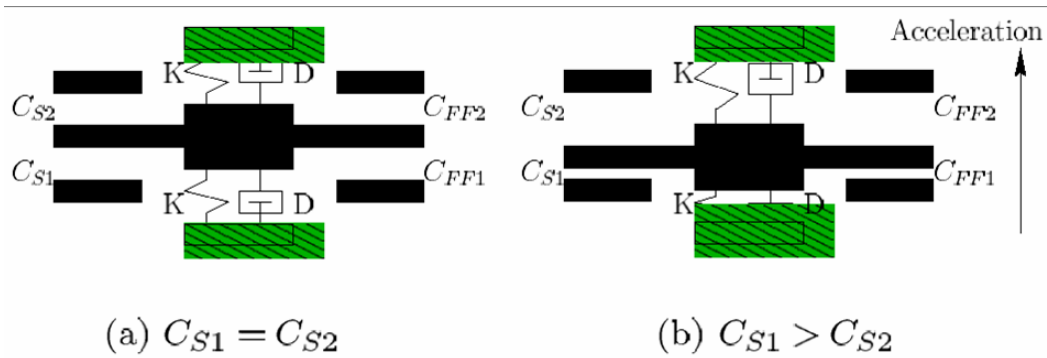 Acceleration
K D
C_{S2} C_{FF2}
C_{S1} C_{FF1}
K D
(a) C_{S1} = C_{S2}
K D
C_{S2} C_{FF2}
C_{S1} C_{FF1}
K D
(b) C_{S1} > C_{S2}